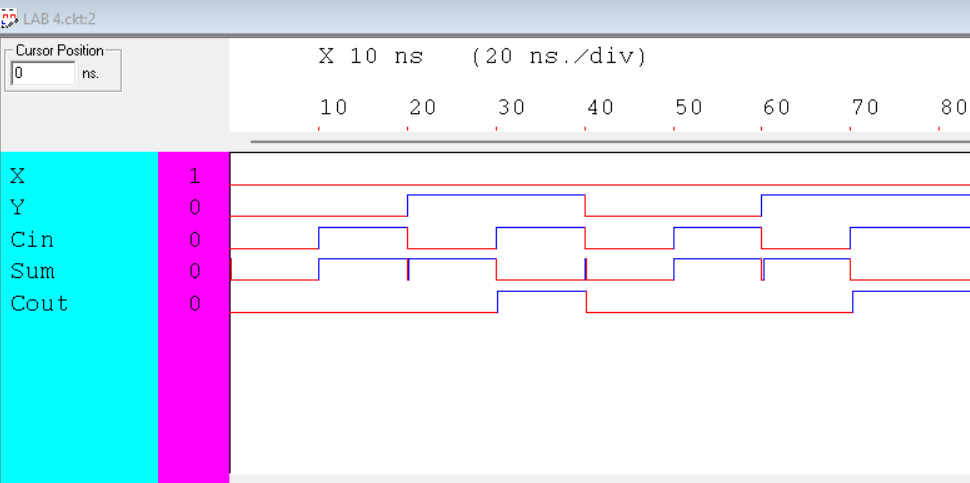 LAB 4.ckt:2
Cursor Position
0 ns.
X 10 ns (20 ns./div)
10 20 30 40 50 60 70 80
X 1
Y 0
Cin 0
Sum 0
Cout 0